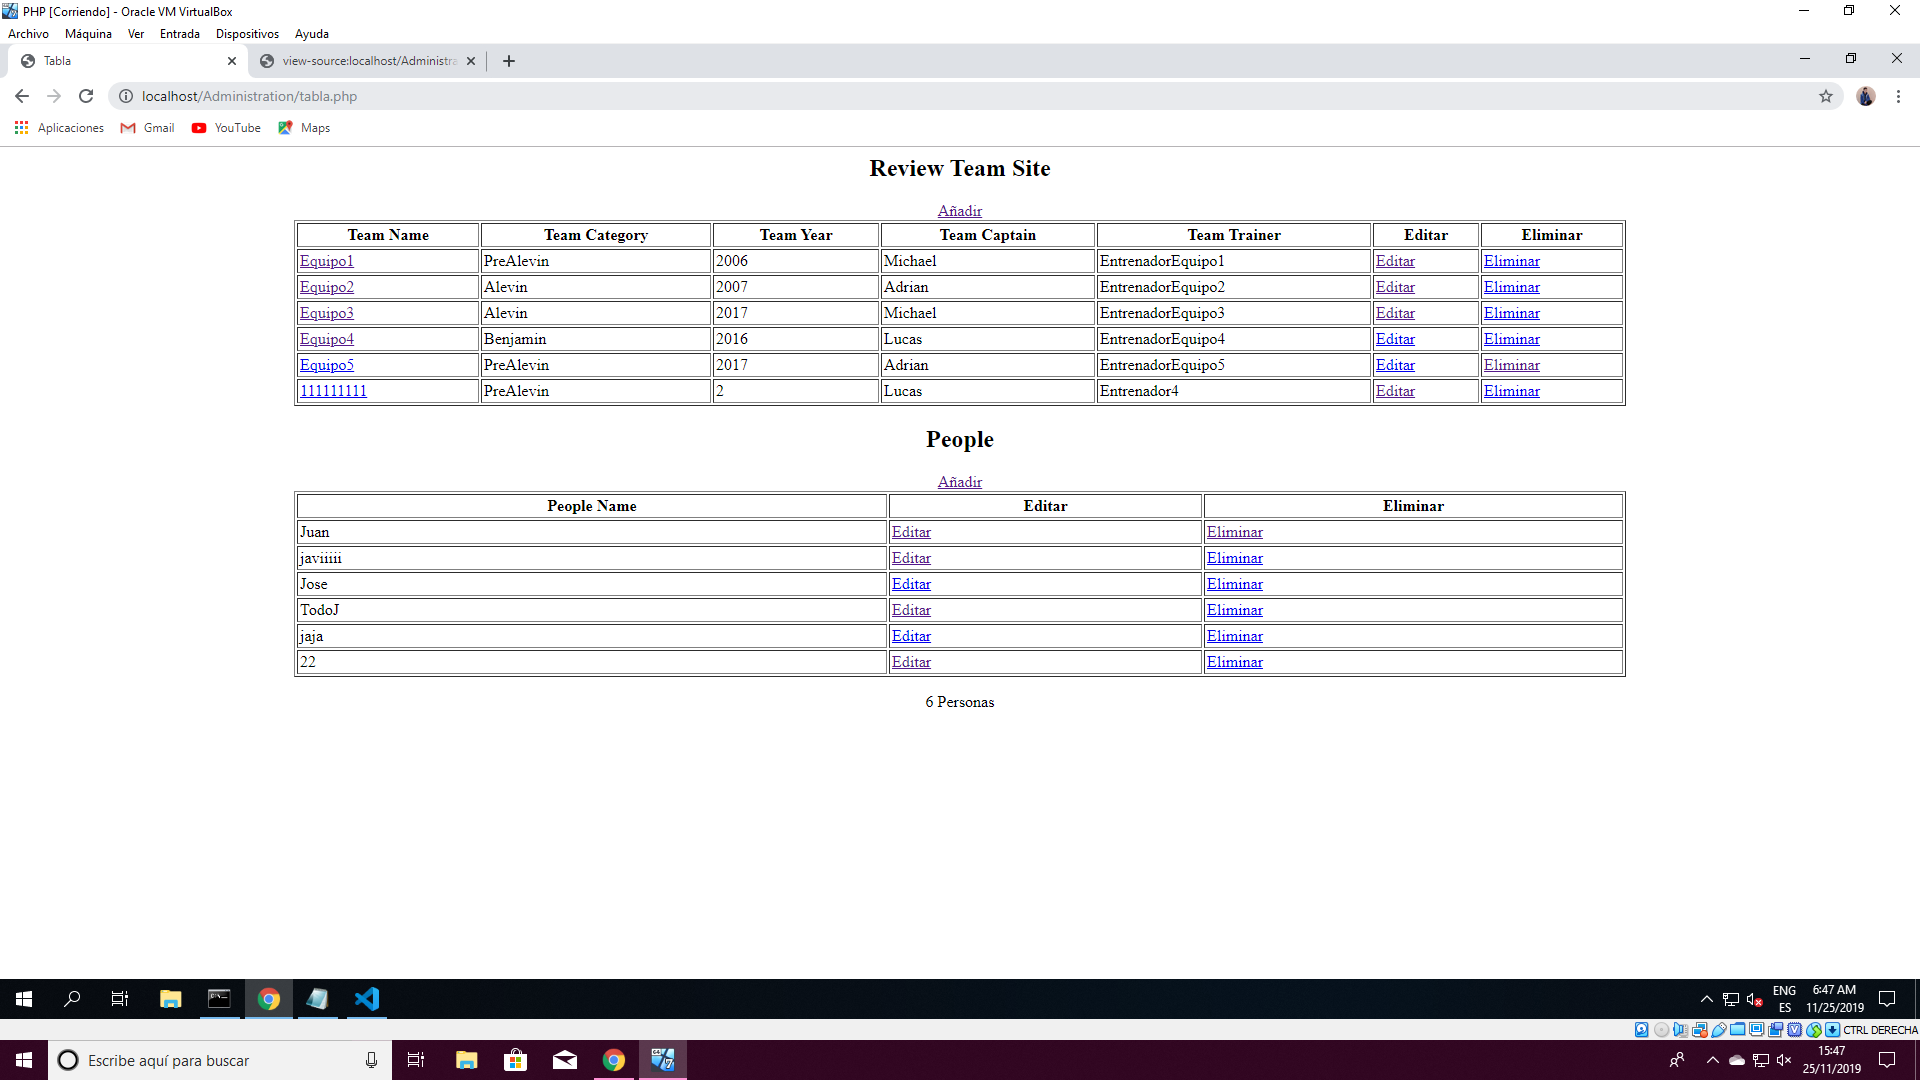 PHP [Corriendo] - Oracle VM VirtualBox
Archivo Máquina Ver Entrada Dispositivos Ayuda
Tabla view-source:localhost/Administra
localhost/Administration/tabla.php
Aplicaciones Gmail YouTube Maps
Review Team Site
Añadir
Team Name Team Category Team Year Team Captain Team Trainer Editar Eliminar
Equipo1 PreAlevin 2006 Michael EntrenadorEquipo1 Editar Eliminar
Equipo2 Alevin 2007 Adrian EntrenadorEquipo2 Editar Eliminar
Equipo3 Alevin 2017 Michael EntrenadorEquipo3 Editar Eliminar
Equipo4 Benjamin 2016 Lucas EntrenadorEquipo4 Editar Eliminar
Equipo5 PreAlevin 2017 Adrian EntrenadorEquipo5 Editar Eliminar
111111111 PreAlevin 2 Lucas Entrenador4 Editar Eliminar
People
Añadir
People Name Editar Eliminar
Juan Editar Eliminar
javiiiii Editar Eliminar
Jose Editar Eliminar
TodoJ Editar Eliminar
jaja Editar Eliminar
22 Editar Eliminar
6 Personas
ENG 6:47 AM
ES 11/25/2019
CTRL DERECHA
Escribe aquí para buscar
15:47
25/11/2019